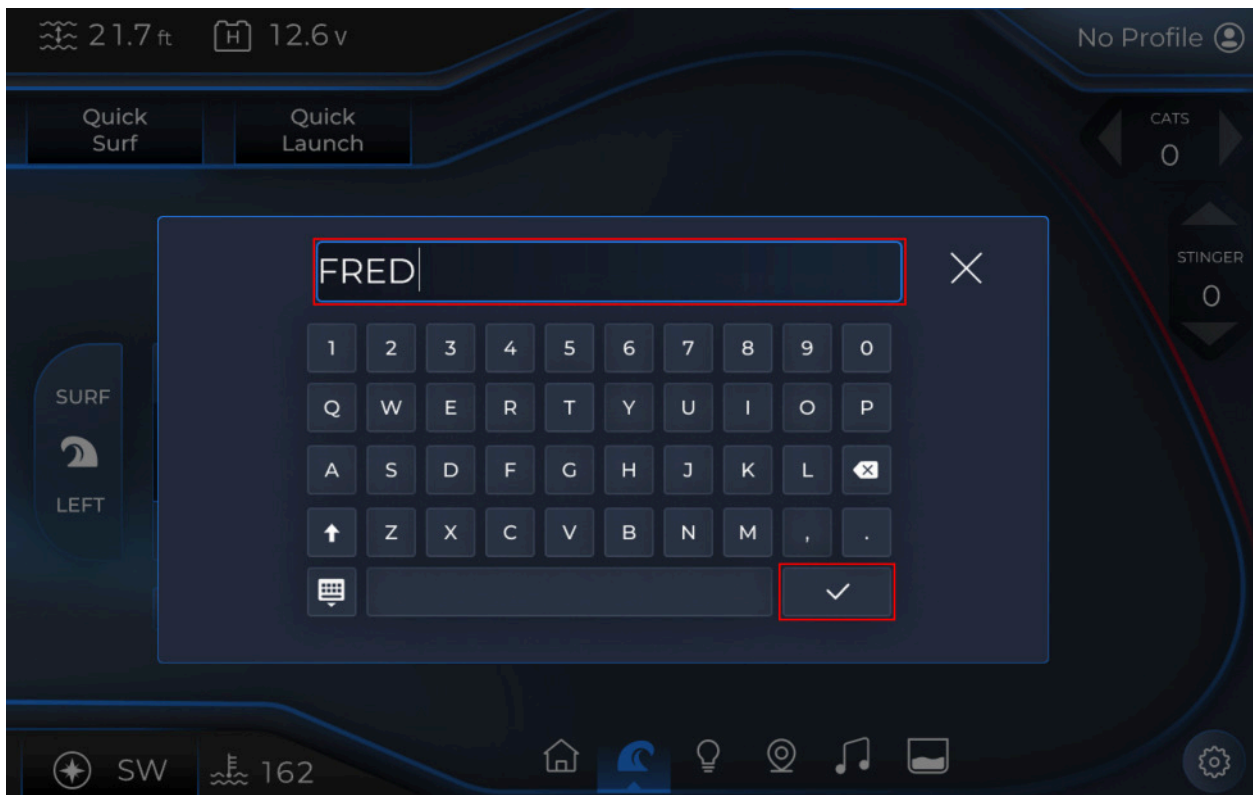 21.7 ft
H 12.6 v
No Profile
Quick
Surf
Quick
Launch
CATS
0
STINGER
0
FRED
1 2 3 4 5 6 7 8 9 0
Q W E R T Y U I O P
A S D F G H J K L
Z X C V B N M , .
SURF
LEFT
SW
162